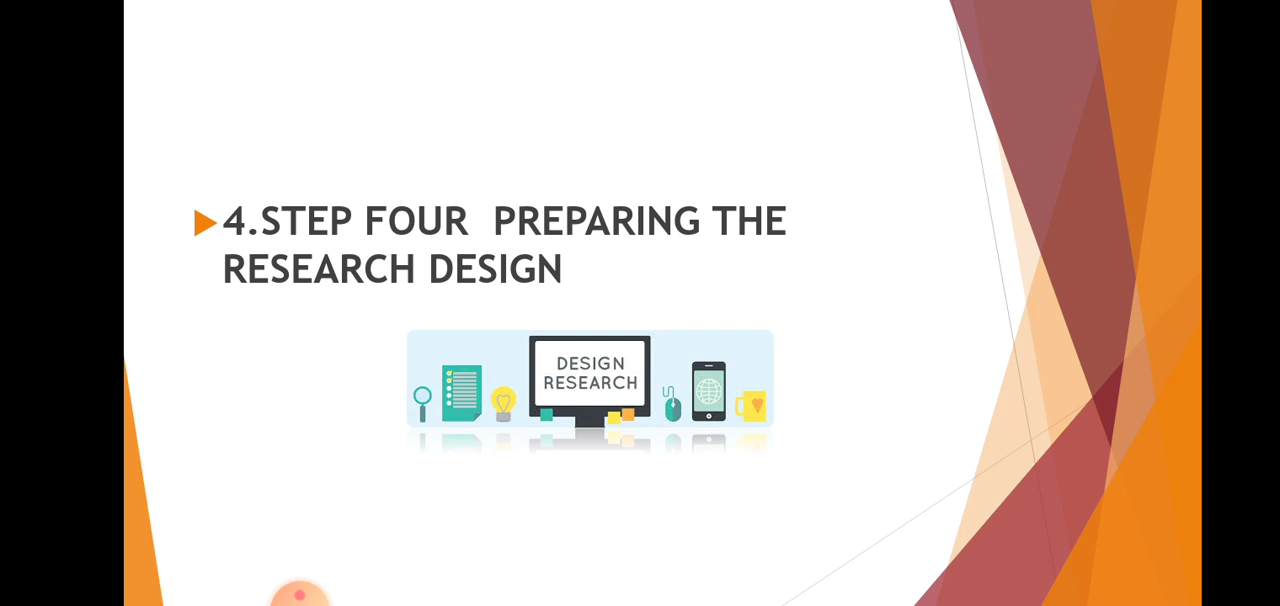 4.STEP FOUR  PREPARING THE
RESEARCH DESIGN
DESIGN
RESEARCH